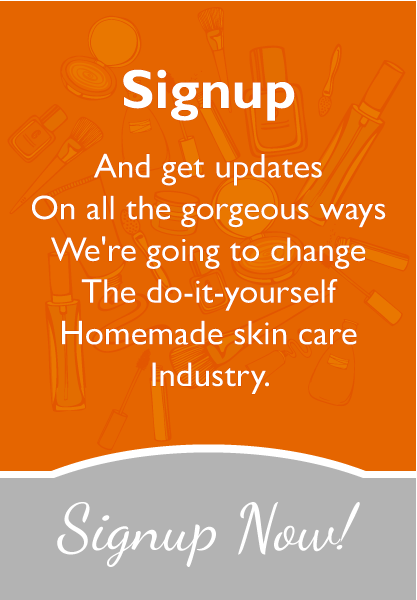 Signup
And get updates
On all the gorgeous ways
We're going to change
The do-it-yourself
Homemade skin care
Industry.
Signup Now!